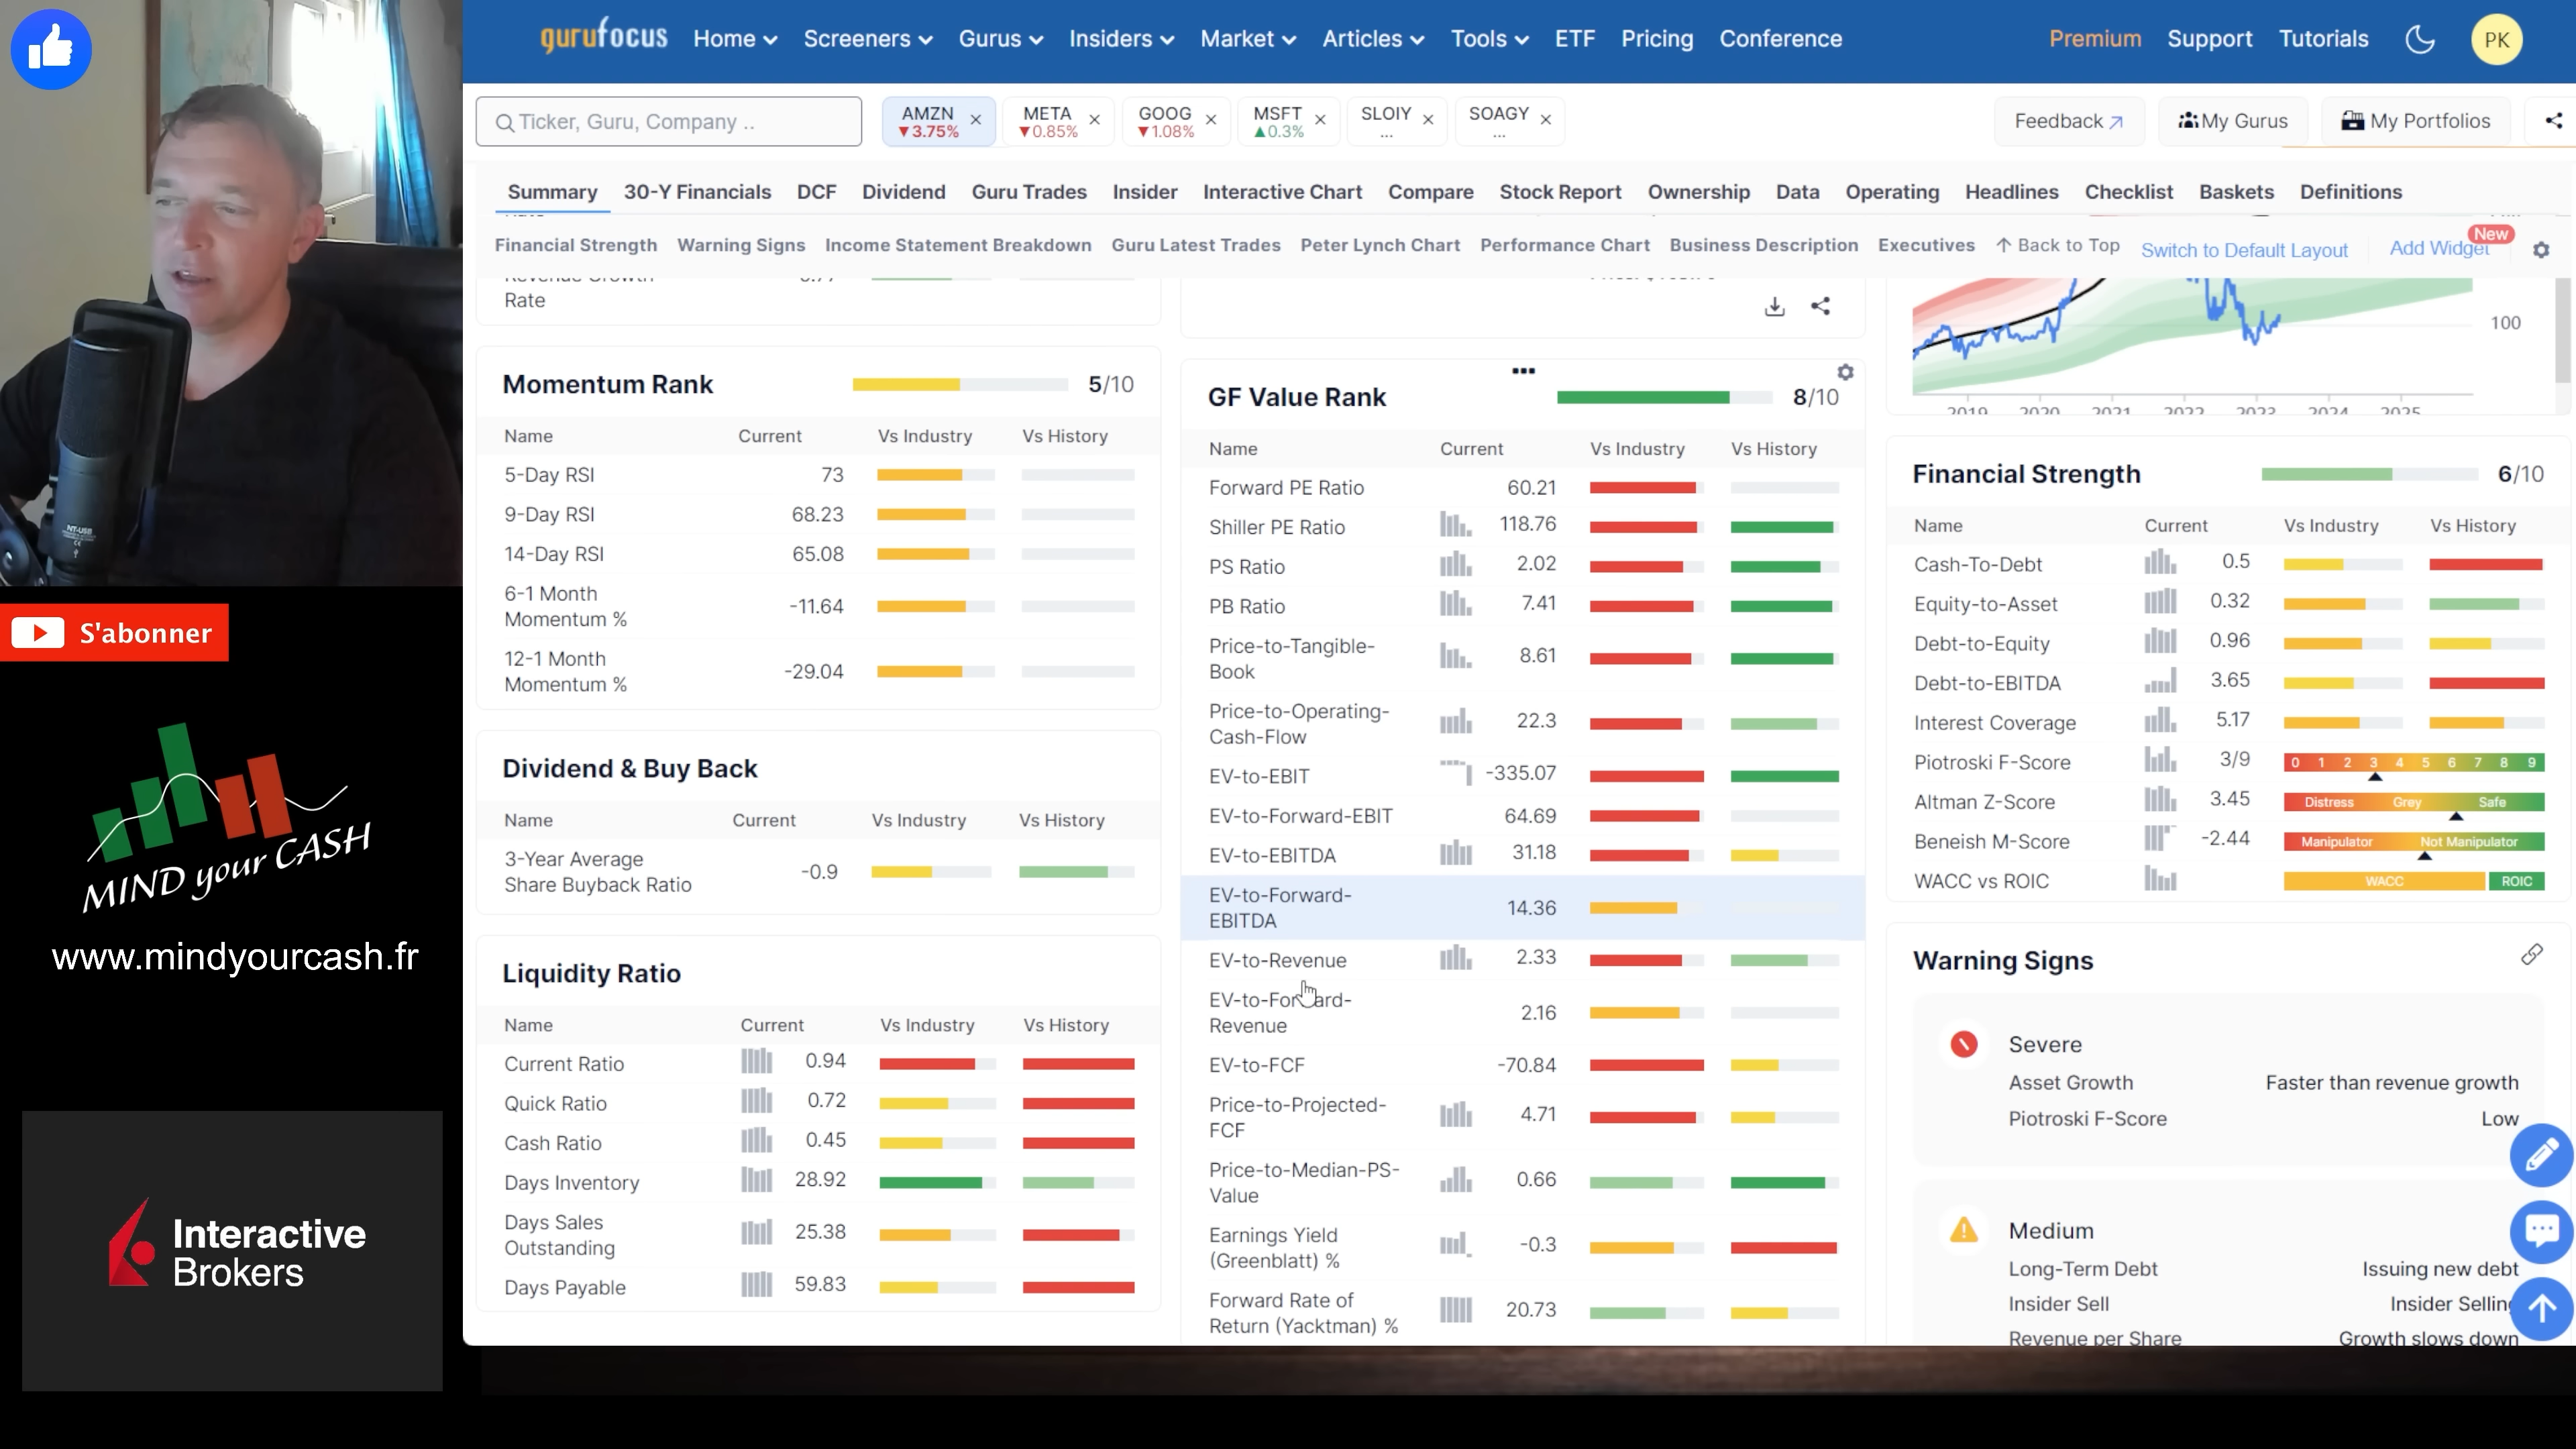 gurufocus
Home
Screeners
Gurus
Insiders
Market
Articles
Tools
ETF
Pricing
Conference
Premium
Support
Tutorials
PK
Ticker, Guru, Company ..
AMZN
▼3.75%
META
▼0.85%
GOOG
▼1.08%
MSFT
▲0.3%
SLOIY
...
SOAGY
...
Feedback
My Gurus
My Portfolios
Summary
30-Y Financials
DCF
Dividend
Guru Trades
Insider
Interactive Chart
Compare
Stock Report
Ownership
Data
Operating
Headlines
Checklist
Baskets
Definitions
Financial Strength
Warning Signs
Income Statement Breakdown
Guru Latest Trades
Peter Lynch Chart
Performance Chart
Business Description
Executives
Back to Top
Switch to Default Layout
Add Widget
New
Revenue Growth
Rate
Momentum Rank
5/10
Name Current Vs Industry Vs History
5-Day RSI 73
9-Day RSI 68.23
14-Day RSI 65.08
6-1 Month
Momentum % -11.64
12-1 Month
Momentum % -29.04
Dividend & Buy Back
Name Current Vs Industry Vs History
3-Year Average
Share Buyback Ratio -0.9
Liquidity Ratio
Name Current Vs Industry Vs History
Current Ratio 0.94
Quick Ratio 0.72
Cash Ratio 0.45
Days Inventory 28.92
Days Sales
Outstanding 25.38
Days Payable 59.83
GF Value Rank
8/10
Name Current Vs Industry Vs History
Forward PE Ratio 60.21
Shiller PE Ratio 118.76
PS Ratio 2.02
PB Ratio 7.41
Price-to-Tangible-
Book 8.61
Price-to-Operating-
Cash-Flow 22.3
EV-to-EBIT -335.07
EV-to-Forward-EBIT 64.69
EV-to-EBITDA 31.18
EV-to-Forward-
EBITDA 14.36
EV-to-Revenue 2.33
EV-to-Forward-
Revenue 2.16
EV-to-FCF -70.84
Price-to-Projected-
FCF 4.71
Price-to-Median-PS-
Value 0.66
Earnings Yield
(Greenblatt) % -0.3
Forward Rate of
Return (Yacktman) % 20.73
100
2019 2020 2021 2022 2023 2024 2025
Financial Strength
6/10
Name Current Vs Industry Vs History
Cash-To-Debt 0.5
Equity-to-Asset 0.32
Debt-to-Equity 0.96
Debt-to-EBITDA 3.65
Interest Coverage 5.17
Piotroski F-Score 3/9 0 1 2 3 4 5 6 7 8 9
Altman Z-Score 3.45 Distress Grey Safe
Beneish M-Score -2.44 Manipulator Not Manipulator
WACC vs ROIC WACC ROIC
Warning Signs
Severe
Asset Growth Faster than revenue growth
Piotroski F-Score Low
Medium
Long-Term Debt Issuing new debt
Insider Sell Insider Selling
Revenue per Share Growth slows down
NT-USB
S'abonner
MIND your CASH
www.mindyourcash.fr
Interactive
Brokers